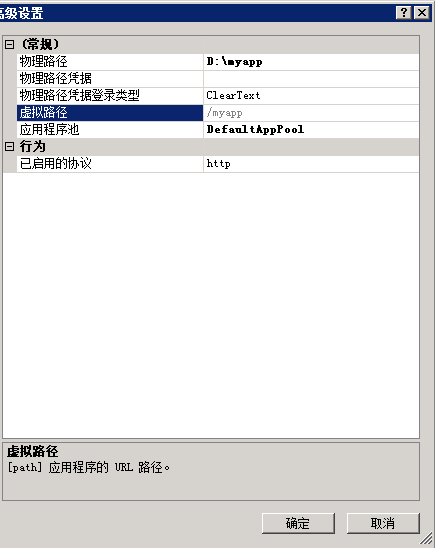 高级设置
(常规)
物理路径 D:\myapp
物理路径凭据
物理路径凭据登录类型 ClearText
虚拟路径 /myapp
应用程序池 DefaultAppPool
行为
已启用的协议 http
虚拟路径
[path] 应用程序的 URL 路径。
确定 取消